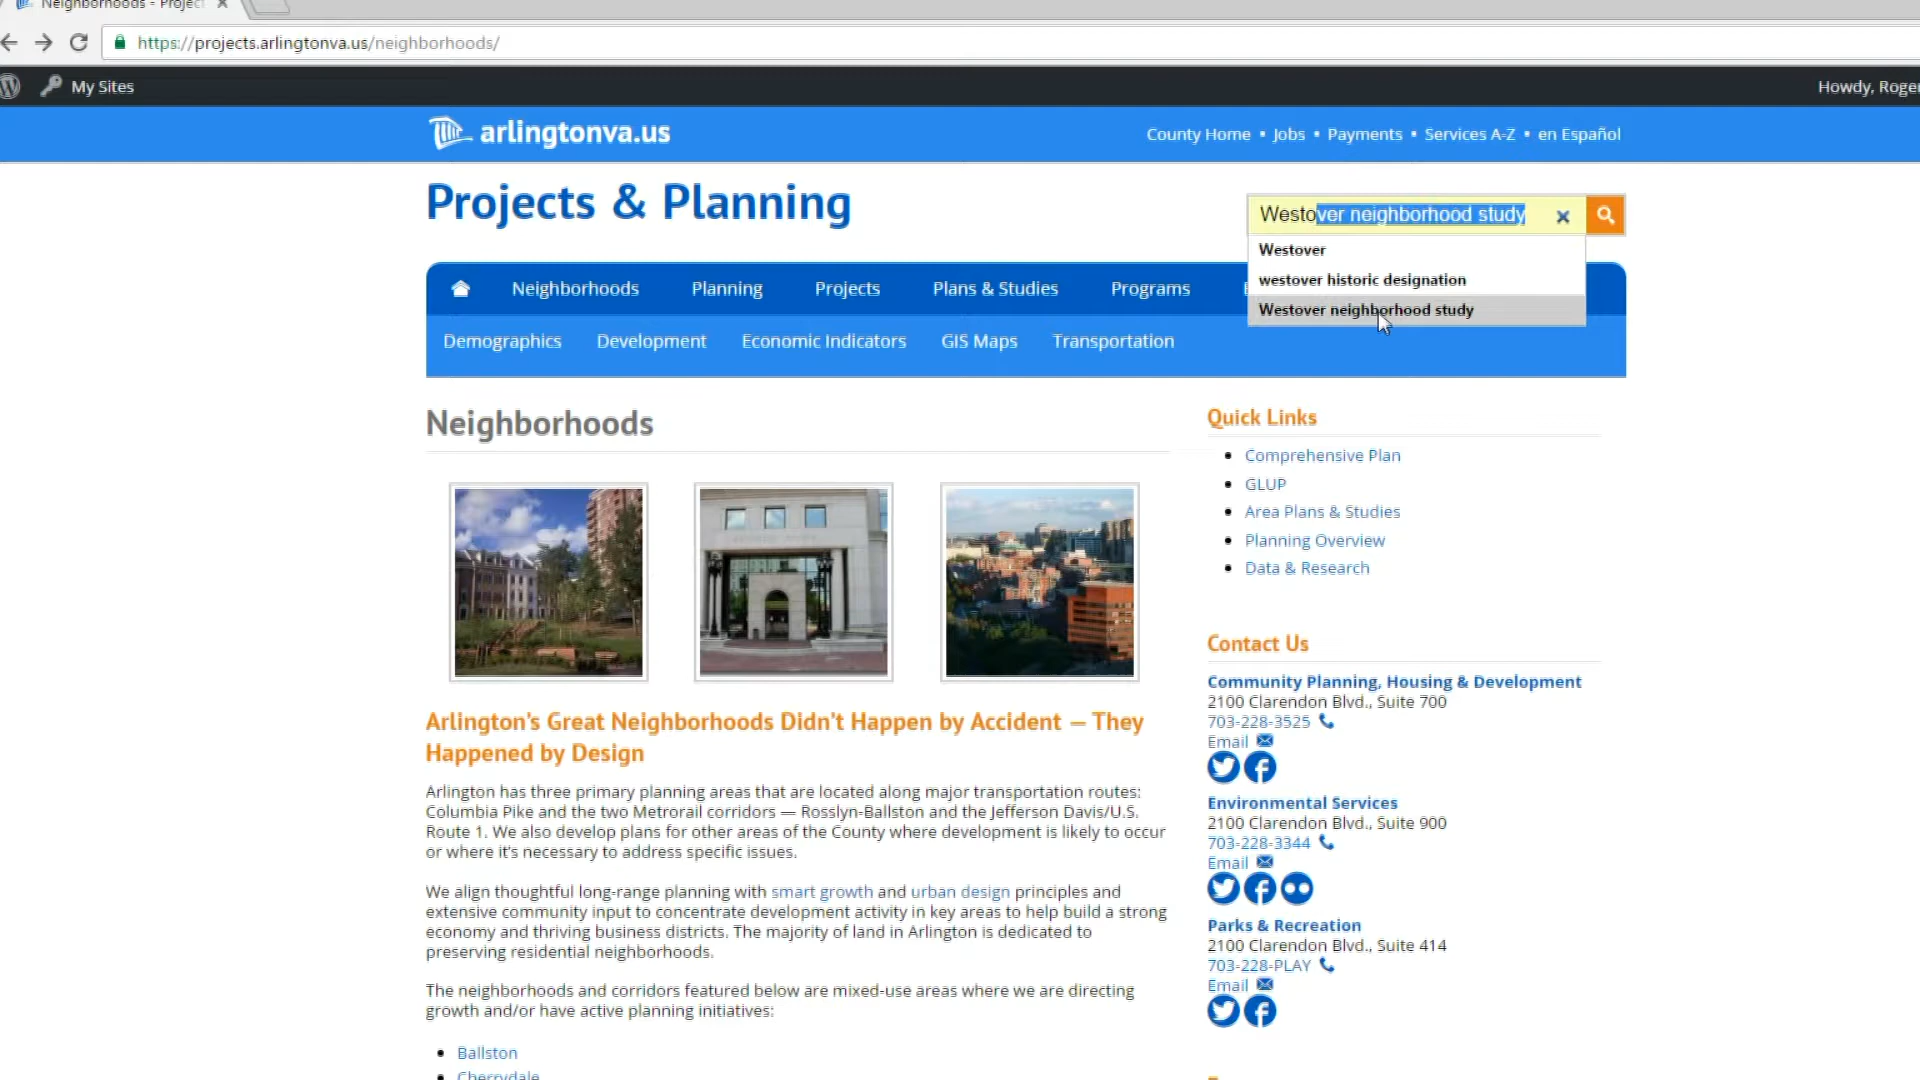 Neighborhoods - Project
https://projects.arlingtonva.us/neighborhoods/
My Sites
Howdy, Roger
arlingtonva.us
County Home • Jobs • Payments • Services A-Z • en Español
Projects & Planning
Westover neighborhood study
Westover
westover historic designation
Westover neighborhood study
Neighborhoods Planning Projects Plans & Studies Programs
Demographics Development Economic Indicators GIS Maps Transportation
Neighborhoods
Arlington's Great Neighborhoods Didn't Happen by Accident — They
Happened by Design
Arlington has three primary planning areas that are located along major transportation routes:
Columbia Pike and the two Metrorail corridors — Rosslyn-Ballston and the Jefferson Davis/U.S.
Route 1. We also develop plans for other areas of the County where development is likely to occur
or where it's necessary to address specific issues.
We align thoughtful long-range planning with smart growth and urban design principles and
extensive community input to concentrate development activity in key areas to help build a strong
economy and thriving business districts. The majority of land in Arlington is dedicated to
preserving residential neighborhoods.
The neighborhoods and corridors featured below are mixed-use areas where we are directing
growth and/or have active planning initiatives:
• Ballston
• Cherrydale
Quick Links
• Comprehensive Plan
• GLUP
• Area Plans & Studies
• Planning Overview
• Data & Research
Contact Us
Community Planning, Housing & Development
2100 Clarendon Blvd., Suite 700
703-228-3525
Email
Environmental Services
2100 Clarendon Blvd., Suite 900
703-228-3344
Email
Parks & Recreation
2100 Clarendon Blvd., Suite 414
703-228-PLAY
Email